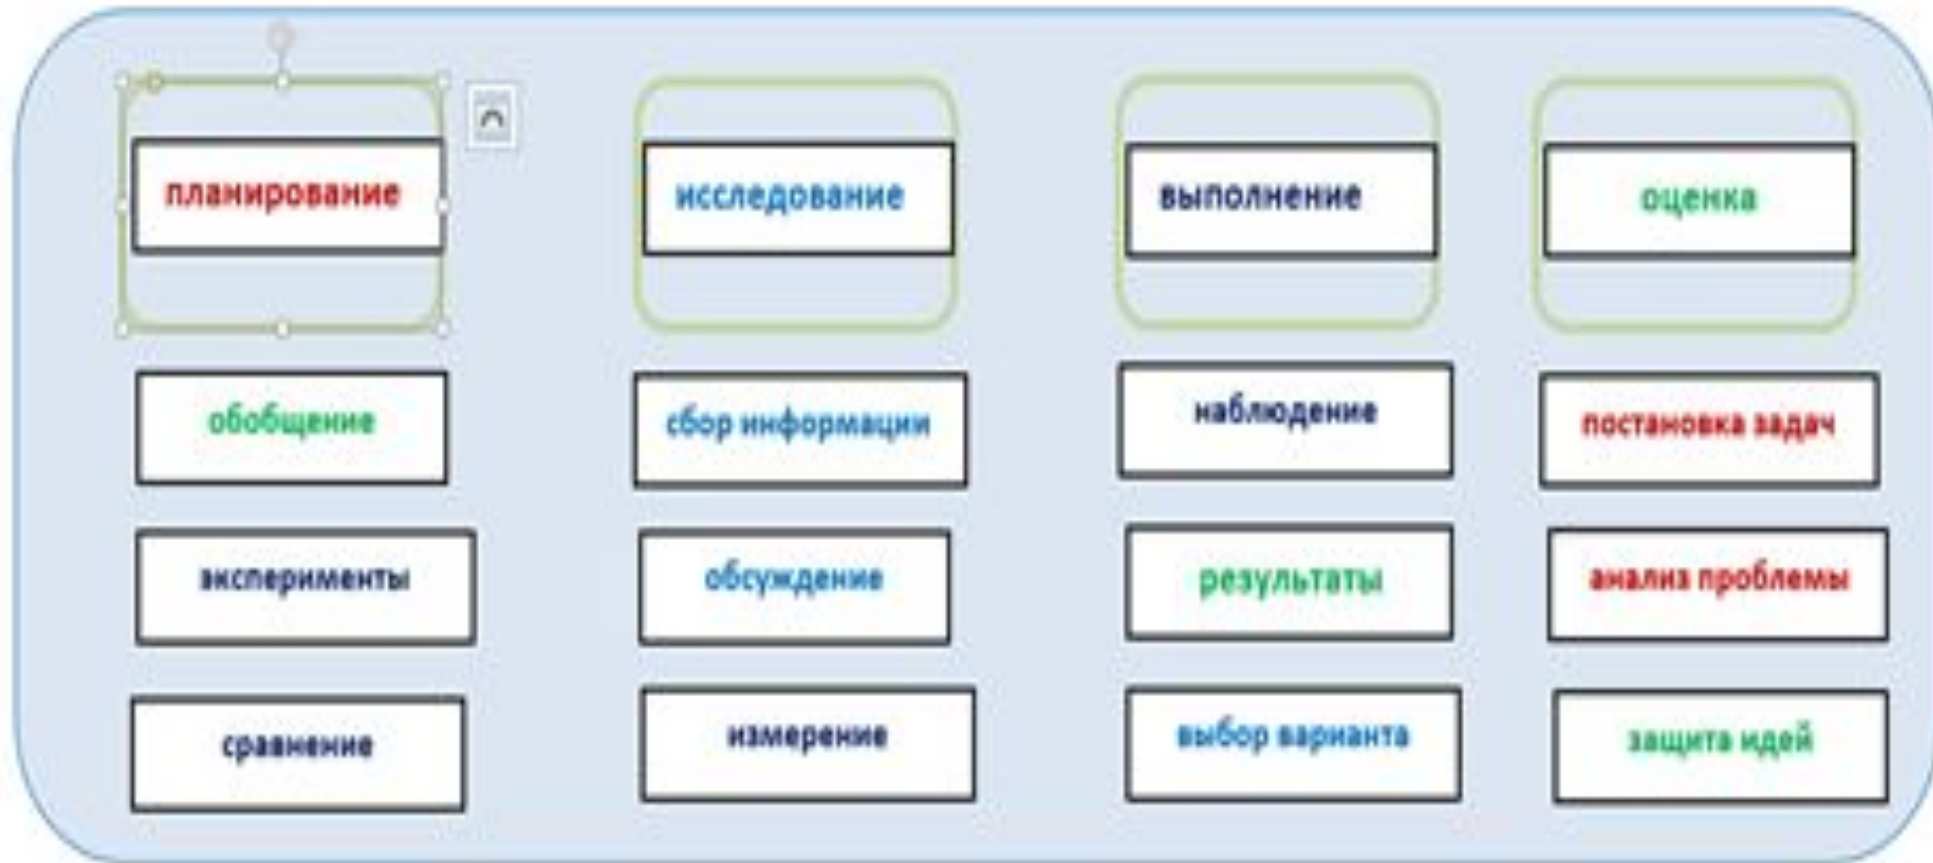 планирование
исследование
выполнение
оценка
обобщение
сбор информации
наблюдение
постановка задач
эксперименты
обсуждение
результаты
анализ проблемы
сравнение
измерение
выбор варианта
защита идей